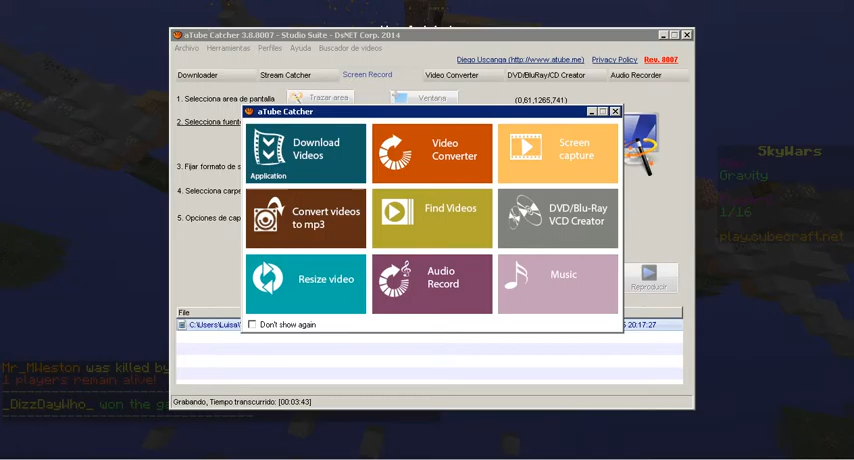 aTube Catcher 3.8.8007 - Studio Suite - DsNET Corp. 2014
Archivo Herramientas Perfiles Ayuda Buscador de videos
Diego Uscanga (http://www.atube.me) Privacy Policy Rev. 8007
Downloader Stream Catcher Screen Record Video Converter DVD/BluRay/CD Creator Audio Recorder
1. Selecciona area de pantalla Trazar area Ventana (0,61,1265,741)
2. Selecciona
3. Fijar formato de
4. Selecciona
5. Opciones de
aTube Catcher
Download
Videos
Application
Video
Converter
Screen
capture
Convert videos
to mp3
Find Videos
DVD/Blu-Ray
VCD Creator
Resize video
Audio
Record
Music
Don't show again
Reproducir
File
C:\Users\Luisa\ 20:17:27
Grabando, Tiempo transcurrido: [00:03:43]
SkyWars
Gravity
1/16
play.cubecraft.net
Mr_MWeston was killed by
1 players remain alive!
_DizzDayWho_ won the